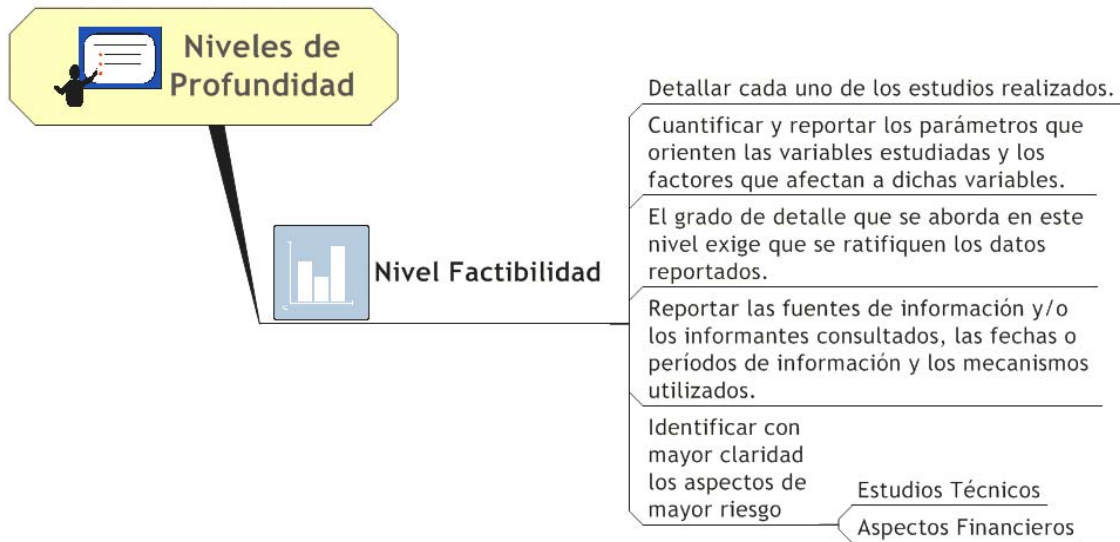 Niveles de
Profundidad
Nivel Factibilidad
Detallar cada uno de los estudios realizados.
Cuantificar y reportar los parámetros que
orienten las variables estudiadas y los
factores que afectan a dichas variables.
El grado de detalle que se aborda en este
nivel exige que se ratifiquen los datos
reportados.
Reportar las fuentes de información y/o
los informantes consultados, las fechas o
períodos de información y los mecanismos
utilizados.
Identificar con
mayor claridad
los aspectos de
mayor riesgo
Estudios Técnicos
Aspectos Financieros